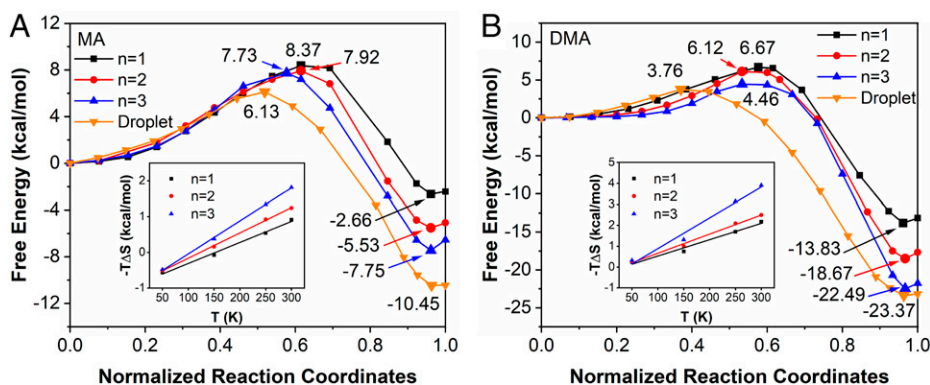 A
MA
n=1
n=2
n=3
Droplet
7.73
8.37
7.92
6.13
-2.66
-5.53
-7.75
-10.45
Free Energy (kcal/mol)
12
8
4
0
-4
-8
-12
0.0 0.2 0.4 0.6 0.8 1.0
Normalized Reaction Coordinates
n=1
n=2
n=3
-TΔS (kcal/mol)
2
1
0
-1
50 100 150 200 250 300
T (K)
B
DMA
n=1
n=2
n=3
Droplet
3.76
6.12
6.67
4.46
-13.83
-18.67
-22.49
-23.37
Free Energy (kcal/mol)
10
5
0
-5
-10
-15
-20
-25
0.0 0.2 0.4 0.6 0.8 1.0
Normalized Reaction Coordinates
n=1
n=2
n=3
-TΔS (kcal/mol)
5
4
3
2
1
0
-1
50 100 150 200 250 300
T (K)